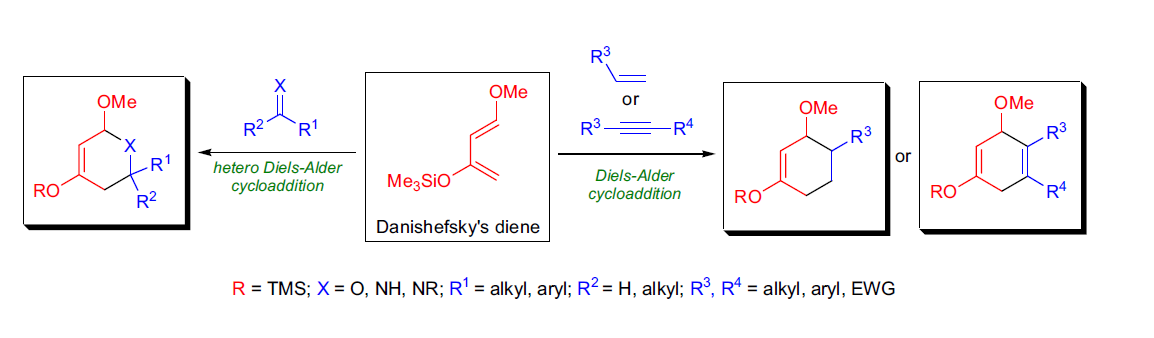 OMe
X
R¹
R²
RO
X
R²
R¹
hetero Diels-Alder
cycloaddition
OMe
Me₃SiO
Danishefsky's diene
R³
or
R³
R⁴
Diels-Alder
cycloaddition
OMe
R³
RO
or
OMe
R³
R⁴
RO
R = TMS; X = O, NH, NR; R¹ = alkyl, aryl; R² = H, alkyl; R³, R⁴ = alkyl, aryl, EWG